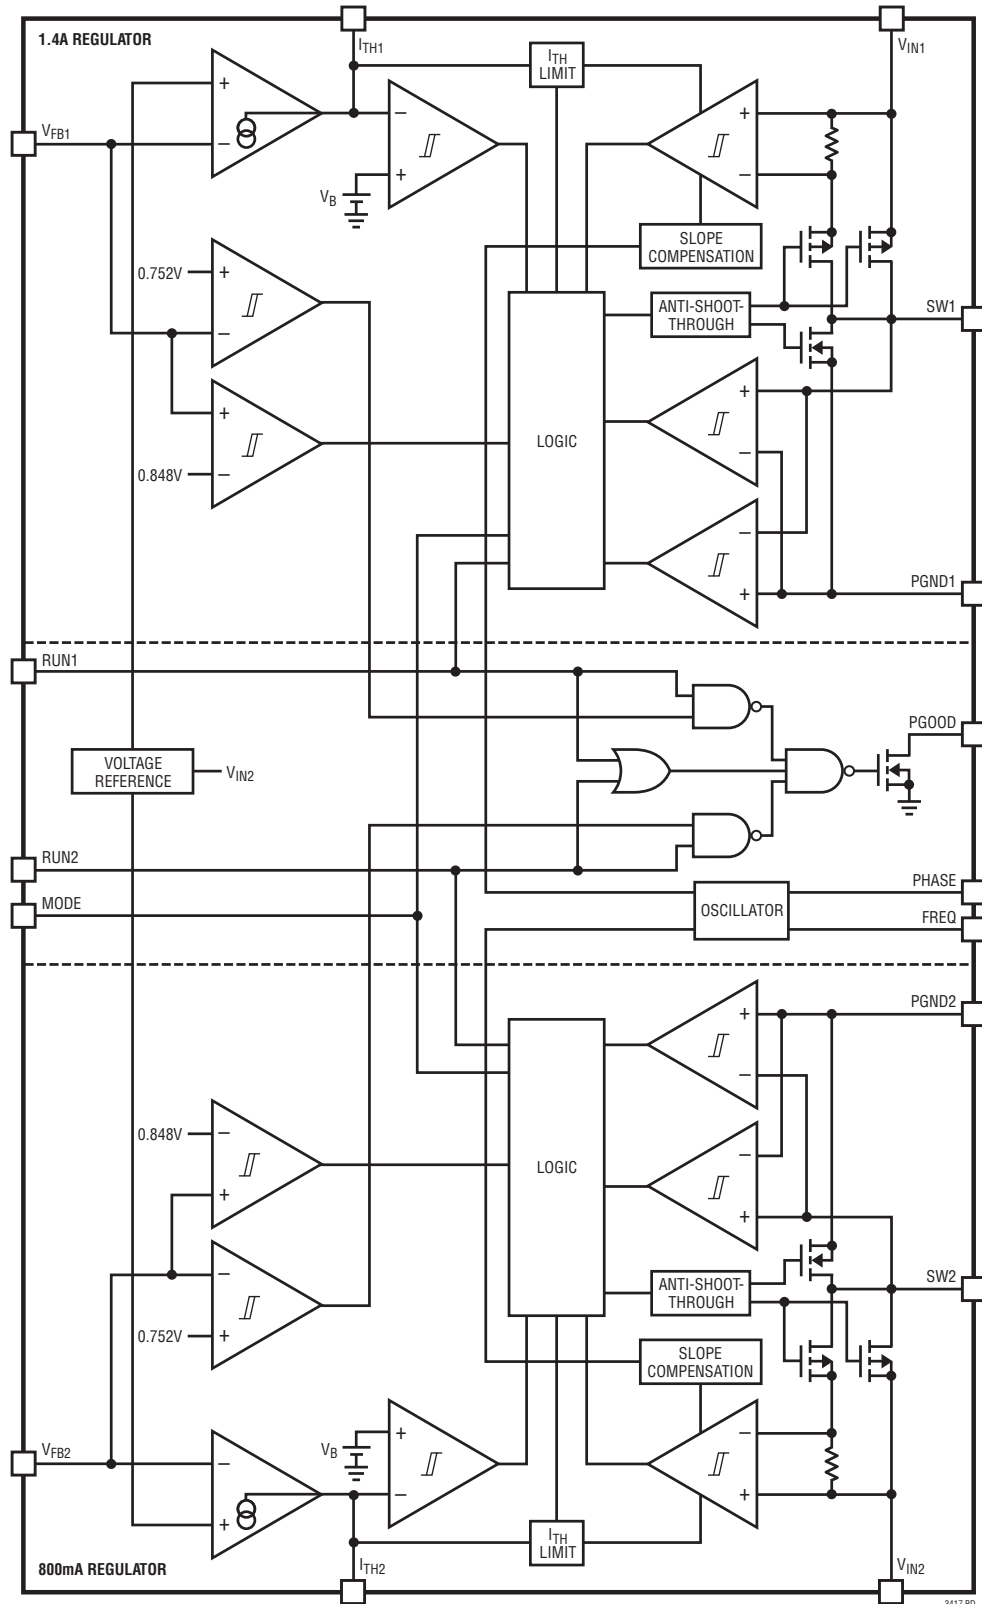 1.4A REGULATOR
ITH1
ITH
LIMIT
VIN1
+
−
+
VFB1
−
−
+
VB
+
−
SLOPE
COMPENSATION
0.752V
+
−
ANTI-SHOOT-
THROUGH
SW1
+
0.848V
−
LOGIC
+
−
−
+
PGND1
RUN1
PGOOD
VOLTAGE
REFERENCE
VIN2
RUN2
MODE
PHASE
OSCILLATOR
FREQ
PGND2
+
−
0.848V
−
+
LOGIC
−
+
−
0.752V
+
ANTI-SHOOT-
THROUGH
SW2
SLOPE
COMPENSATION
VFB2
−
+
VB
+
−
−
+
ITH
LIMIT
800mA REGULATOR
ITH2
VIN2
3417 BD